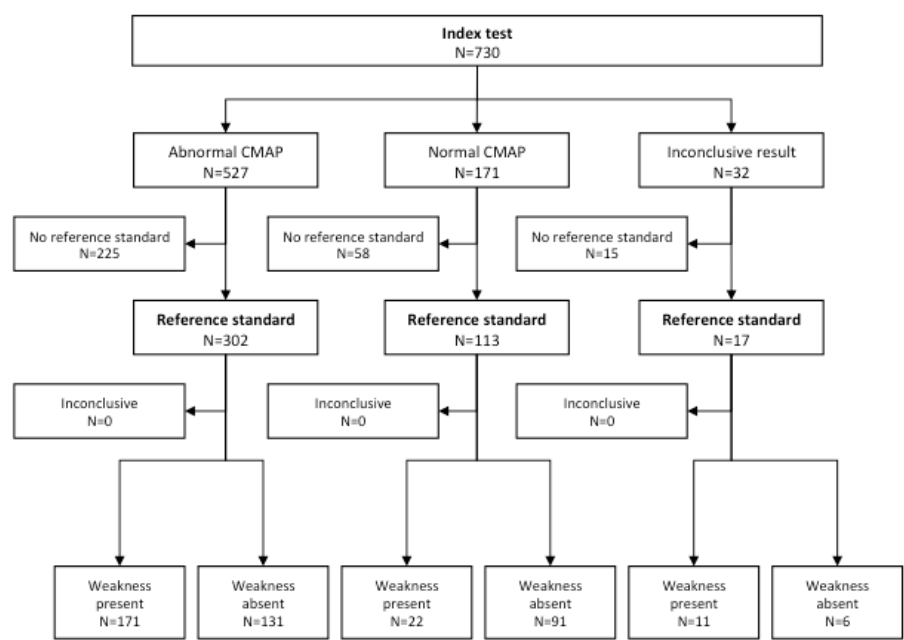 Index test
N=730
Abnormal CMAP
N=527
Normal CMAP
N=171
Inconclusive result
N=32
No reference standard
N=225
No reference standard
N=58
No reference standard
N=15
Reference standard
N=302
Reference standard
N=113
Reference standard
N=17
Inconclusive
N=0
Inconclusive
N=0
Inconclusive
N=0
Weakness
present
N=171
Weakness
absent
N=131
Weakness
present
N=22
Weakness
absent
N=91
Weakness
present
N=11
Weakness
absent
N=6